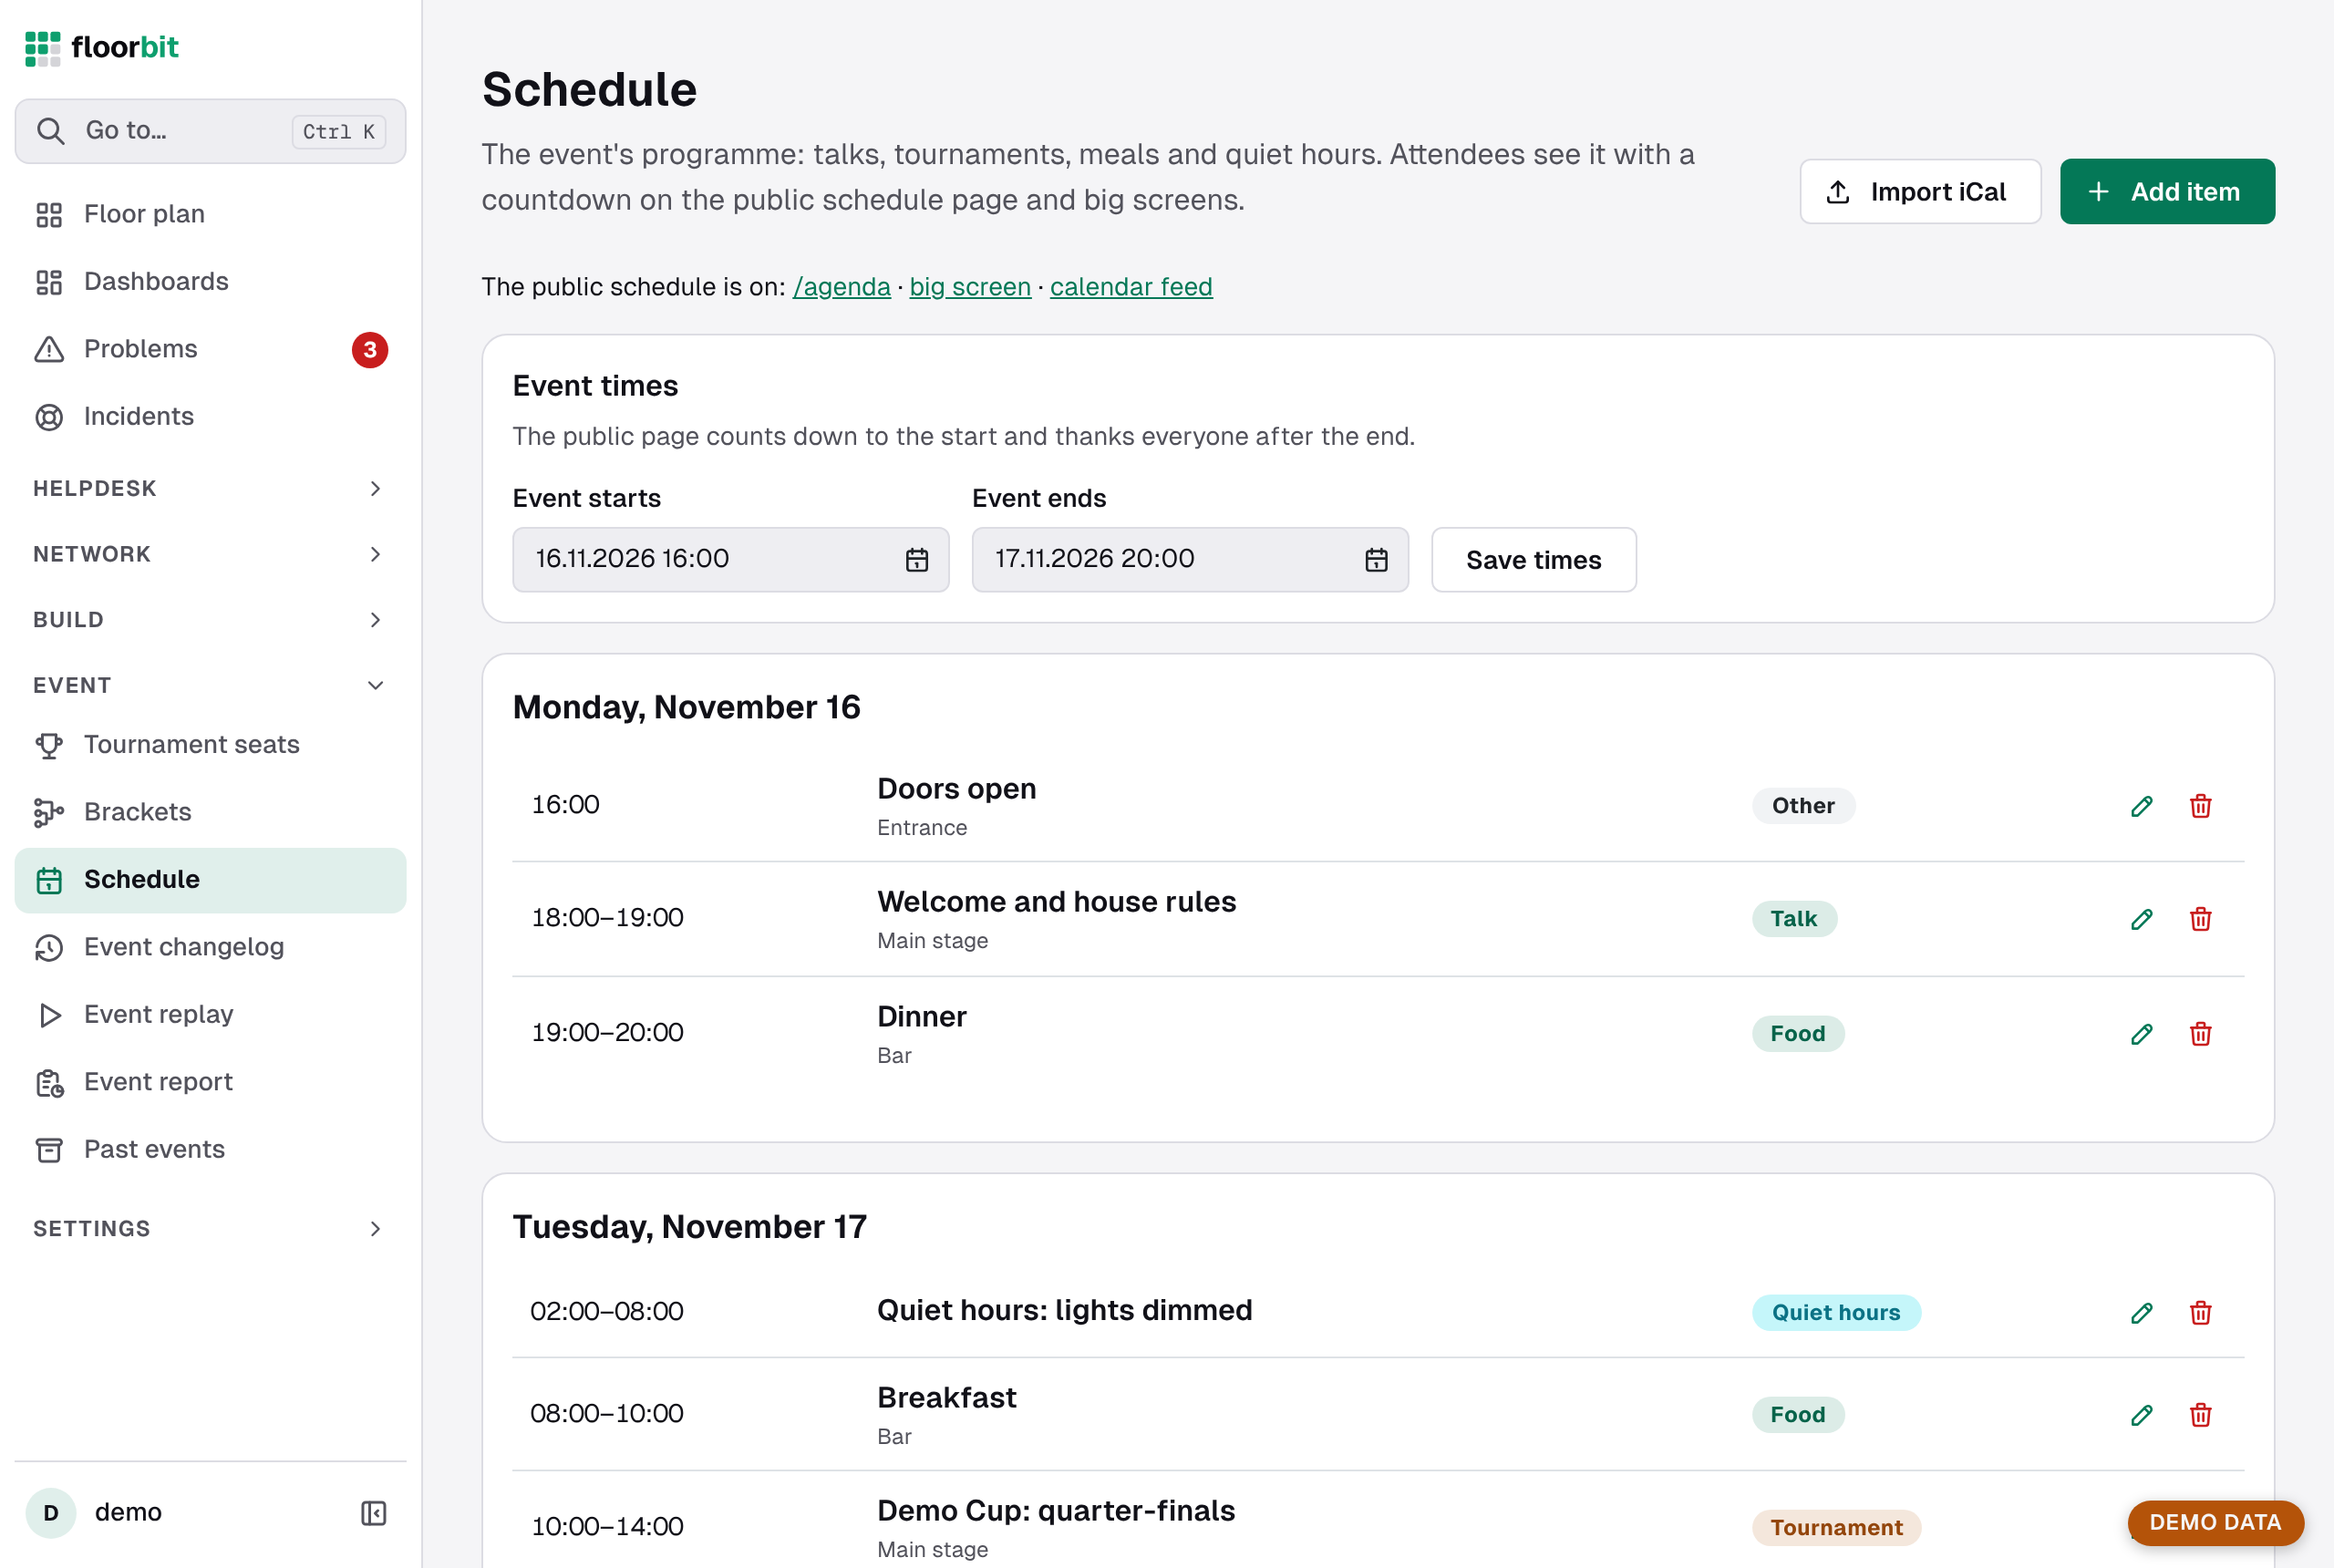 floorbit
Go to...
Ctrl K
Floor plan
Dashboards
Problems
3
Incidents
HELPDESK
NETWORK
BUILD
EVENT
Tournament seats
Brackets
Schedule
Event changelog
Event replay
Event report
Past events
SETTINGS
D
demo
Schedule
The event's programme: talks, tournaments, meals and quiet hours. Attendees see it with a
countdown on the public schedule page and big screens.
Import iCal
Add item
The public schedule is on: /agenda · big screen · calendar feed
Event times
The public page counts down to the start and thanks everyone after the end.
Event starts
Event ends
16.11.2026 16:00
17.11.2026 20:00
Save times
Monday, November 16
16:00
Doors open
Entrance
Other
18:00–19:00
Welcome and house rules
Main stage
Talk
19:00–20:00
Dinner
Bar
Food
Tuesday, November 17
02:00–08:00
Quiet hours: lights dimmed
Quiet hours
08:00–10:00
Breakfast
Bar
Food
10:00–14:00
Demo Cup: quarter-finals
Main stage
Tournament
DEMO DATA